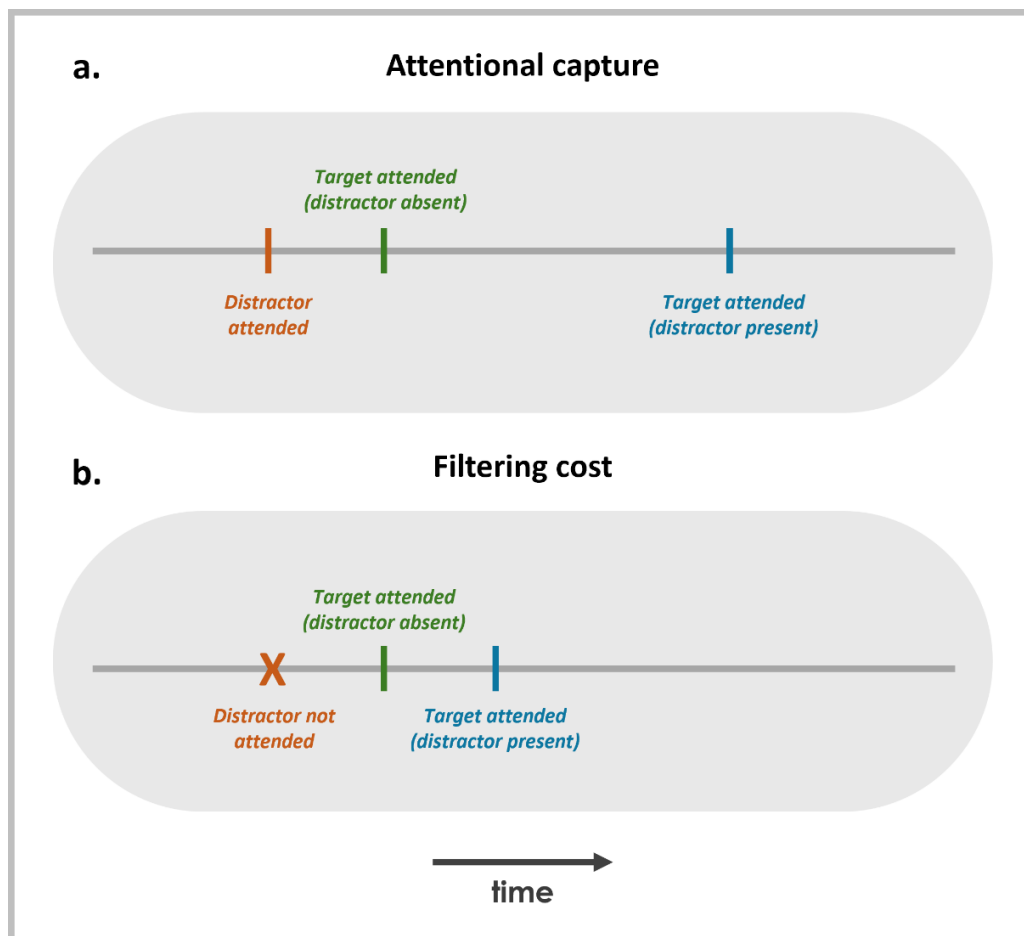 a.
Attentional capture
Target attended
(distractor absent)
Distractor
attended
Target attended
(distractor present)
b.
Filtering cost
Target attended
(distractor absent)
X
Distractor not
attended
Target attended
(distractor present)
time